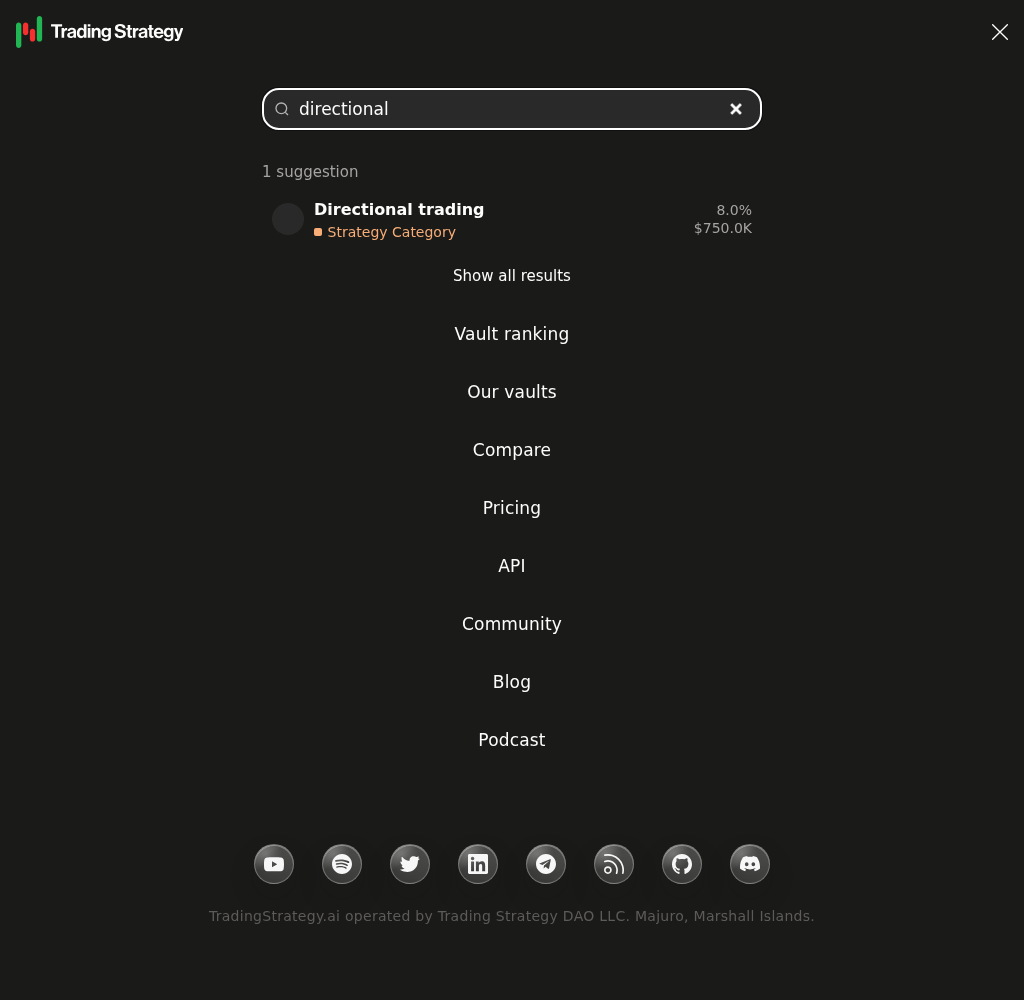 Trading Strategy
directional
1 suggestion
Directional trading
8.0%
Strategy Category
$750.0K
Show all results
Vault ranking
Our vaults
Compare
Pricing
API
Community
Blog
Podcast
TradingStrategy.ai operated by Trading Strategy DAO LLC. Majuro, Marshall Islands.